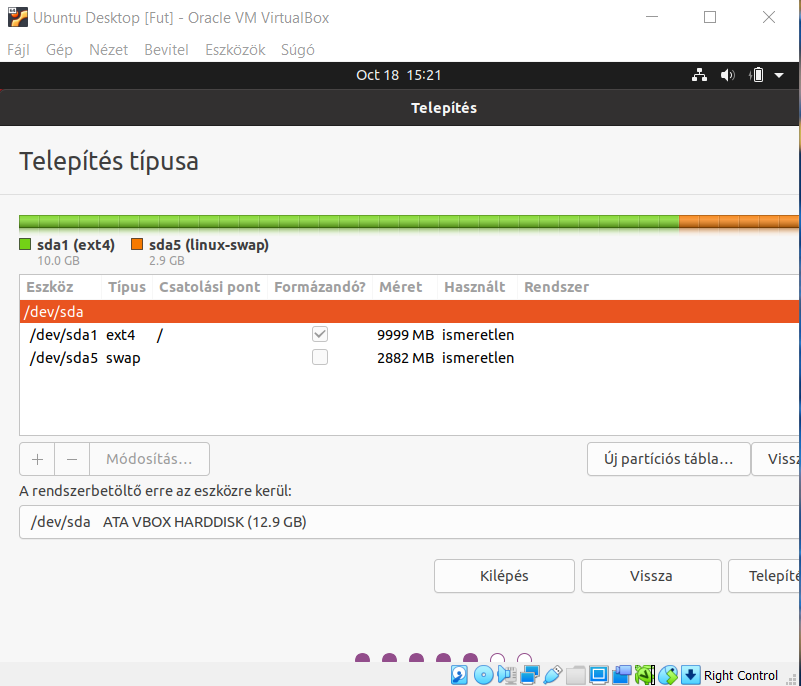 Ubuntu Desktop [Fut] - Oracle VM VirtualBox
Fájl Gép Nézet Bevitel Eszközök Súgó
Oct 18 15:21
Telepítés
Telepítés típusa
sda1 (ext4) sda5 (linux-swap)
10.0 GB 2.9 GB
Eszköz Típus Csatolási pont Formázandó? Méret Használt Rendszer
/dev/sda
/dev/sda1 ext4 / 9999 MB ismeretlen
/dev/sda5 swap 2882 MB ismeretlen
+ − Módosítás… Új partíciós tábla… Vissz
A rendszerbetöltő erre az eszközre kerül:
/dev/sda ATA VBOX HARDDISK (12.9 GB)
Kilépés Vissza Telepíté
Right Control